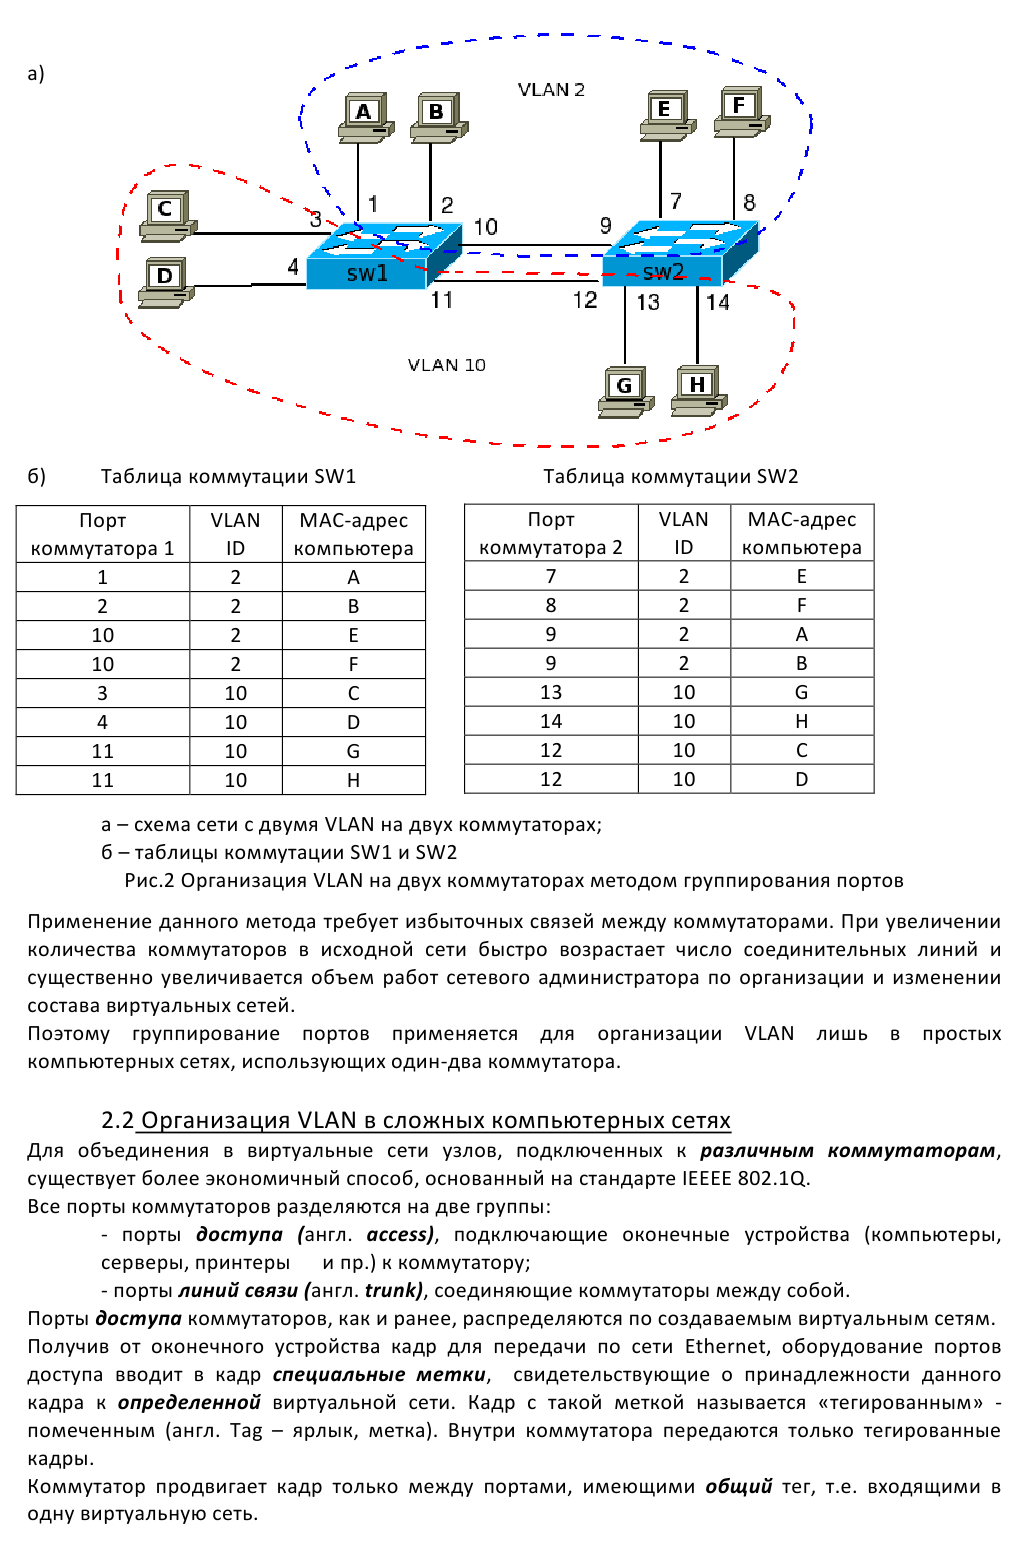 а)
VLAN 2
A
B
E
F
C
D
3
1
2
10
9
7
8
4
sw1
sw2
11
12
13
14
VLAN 10
G
H
б) Таблица коммутации SW1 Таблица коммутации SW2
Порт коммутатора 1 VLAN ID MAC-адрес компьютера
1 2 A
2 2 B
10 2 E
10 2 F
3 10 C
4 10 D
11 10 G
11 10 H
Порт коммутатора 2 VLAN ID MAC-адрес компьютера
7 2 E
8 2 F
9 2 A
9 2 B
13 10 G
14 10 H
12 10 C
12 10 D
а – схема сети с двумя VLAN на двух коммутаторах;
б – таблицы коммутации SW1 и SW2
Рис.2 Организация VLAN на двух коммутаторах методом группирования портов
Применение данного метода требует избыточных связей между коммутаторами. При увеличении
количества коммутаторов в исходной сети быстро возрастает число соединительных линий и
существенно увеличивается объем работ сетевого администратора по организации и изменении
состава виртуальных сетей.
Поэтому группирование портов применяется для организации VLAN лишь в простых
компьютерных сетях, использующих один-два коммутатора.
2.2 Организация VLAN в сложных компьютерных сетях
Для объединения в виртуальные сети узлов, подключенных к различным коммутаторам,
существует более экономичный способ, основанный на стандарте IEEEE 802.1Q.
Все порты коммутаторов разделяются на две группы:
- порты доступа (англ. access), подключающие оконечные устройства (компьютеры,
серверы, принтеры и пр.) к коммутатору;
- порты линий связи (англ. trunk), соединяющие коммутаторы между собой.
Порты доступа коммутаторов, как и ранее, распределяются по создаваемым виртуальным сетям.
Получив от оконечного устройства кадр для передачи по сети Ethernet, оборудование портов
доступа вводит в кадр специальные метки, свидетельствующие о принадлежности данного
кадра к определенной виртуальной сети. Кадр с такой меткой называется «тегированным» -
помеченным (англ. Tag – ярлык, метка). Внутри коммутатора передаются только тегированные
кадры.
Коммутатор продвигает кадр только между портами, имеющими общий тег, т.е. входящими в
одну виртуальную сеть.